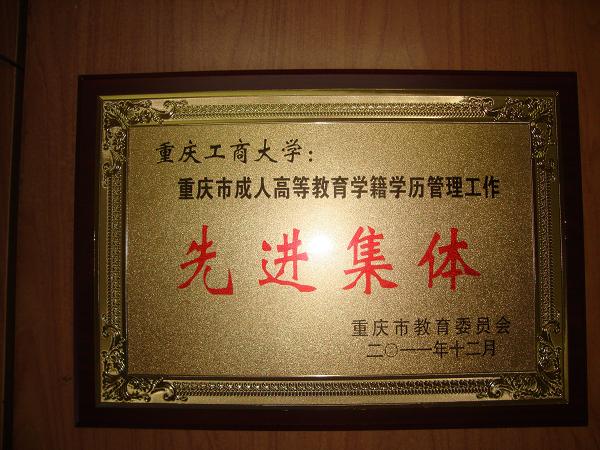 重庆工商大学：
重庆市成人高等教育学籍学历管理工作
先进集体
重庆市教育委员会
二〇一一年十二月